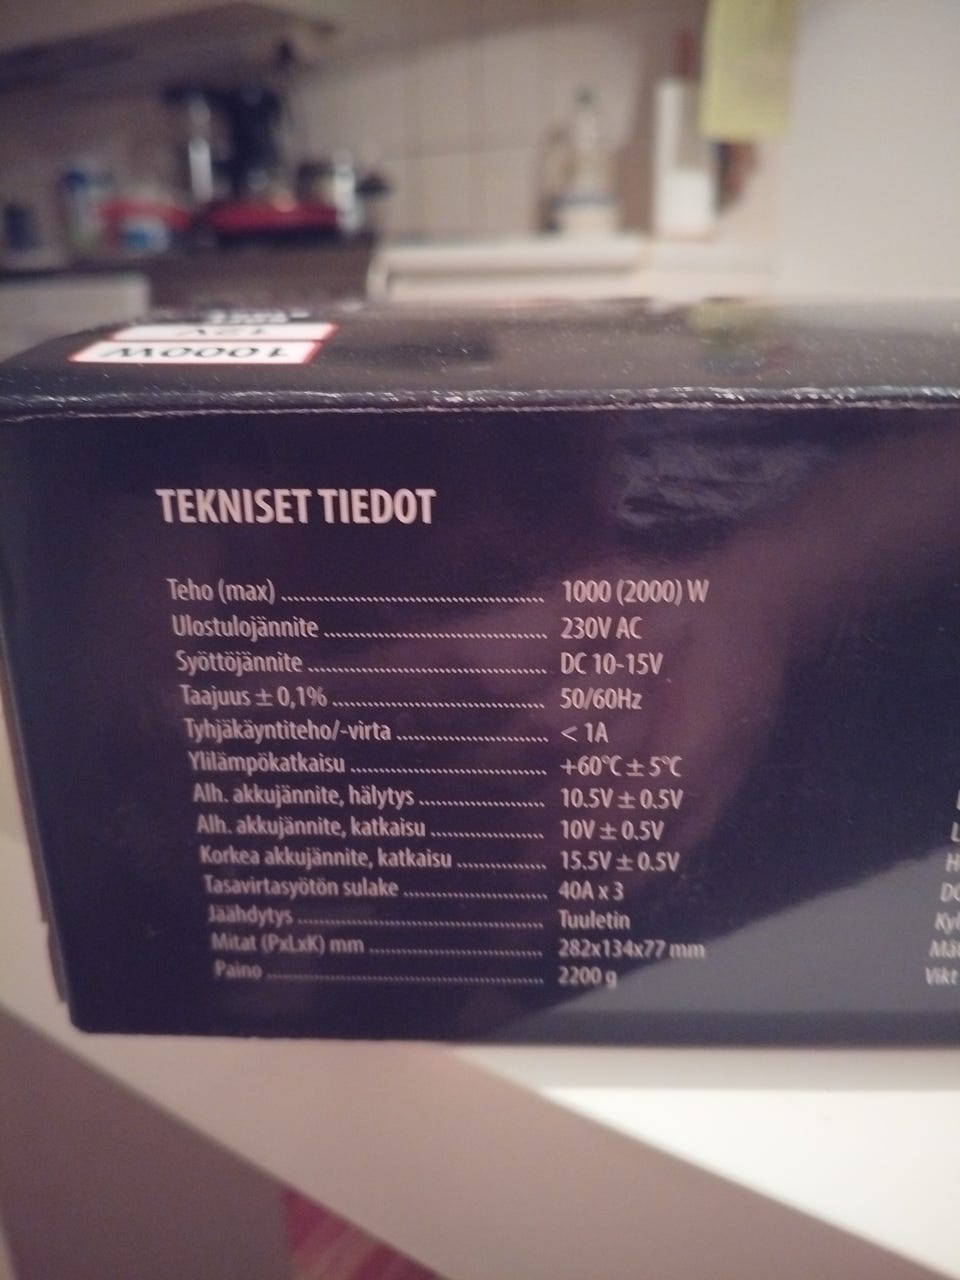 12V
1000W
TEKNISET TIEDOT
Teho (max) ........................ 1000 (2000) W
Ulostulojännite ........................ 230V AC
Syöttöjännite ........................ DC 10-15V
Taajuus ± 0,1% ........................ 50/60Hz
Tyhjäkäyntiteho/-virta ........................ < 1A
Ylilämpökatkaisu ........................ +60°C ± 5°C
Alh. akkujännite, hälytys ........................ 10.5V ± 0.5V
Alh. akkujännite, katkaisu ........................ 10V ± 0.5V
Korkea akkujännite, katkaisu ........................ 15.5V ± 0.5V
Tasavirtasyötön sulake ........................ 40A x 3
Jäähdytys ........................ Tuuletin
Mitat (PxLxK) mm ........................ 282x134x77 mm
Paino ........................ 2200 g
Vikt